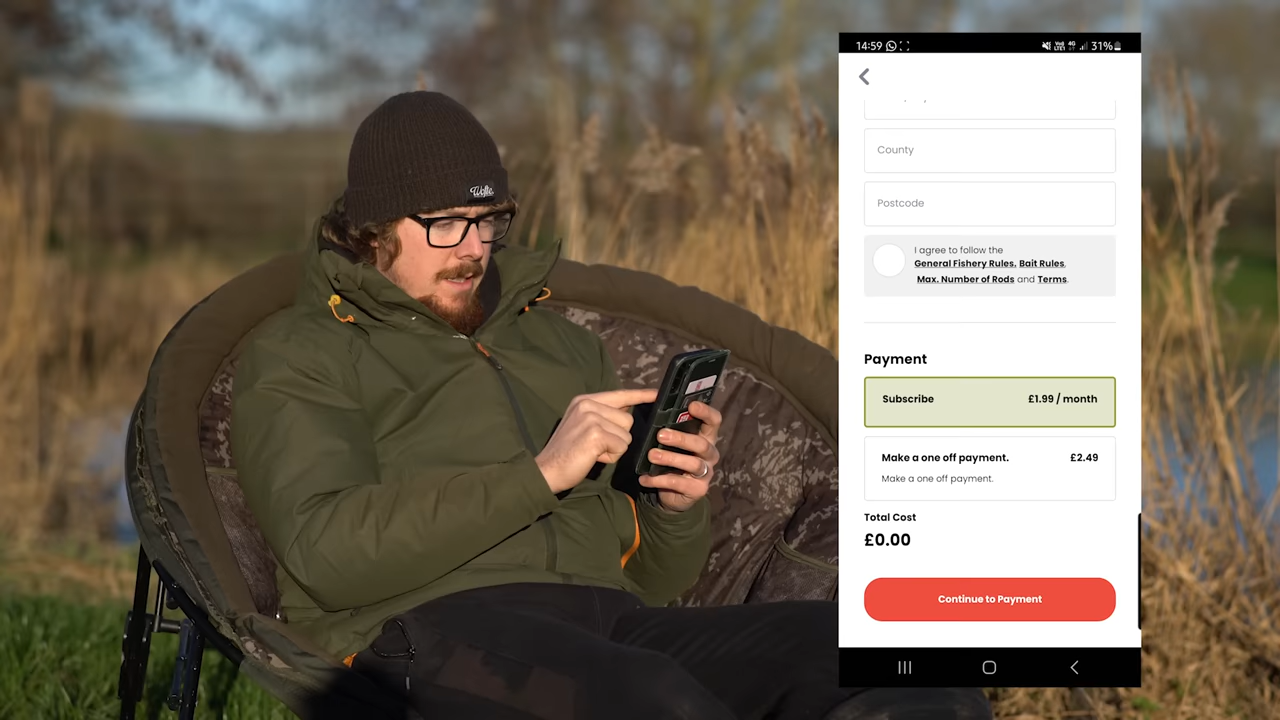 14:59
31%
County
Postcode
I agree to follow the
General Fishery Rules, Bait Rules,
Max. Number of Rods and Terms.
Payment
Subscribe £1.99 / month
Make a one off payment. £2.49
Make a one off payment.
Total Cost
£0.00
Continue to Payment